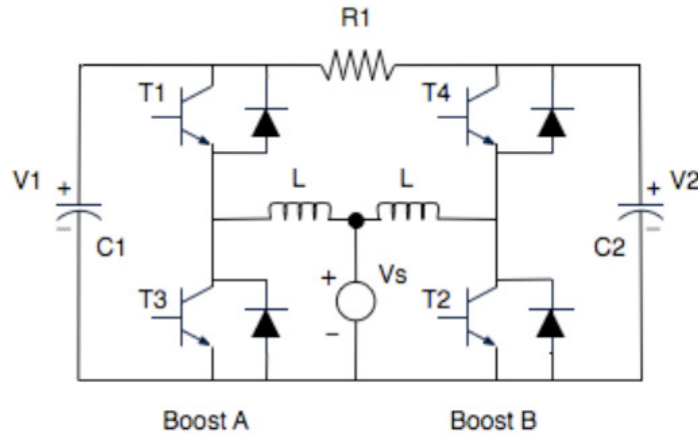 R1
T1
T4
V1
+
-
C1
L
L
+
Vs
-
V2
+
-
C2
T3
T2
Boost A
Boost B